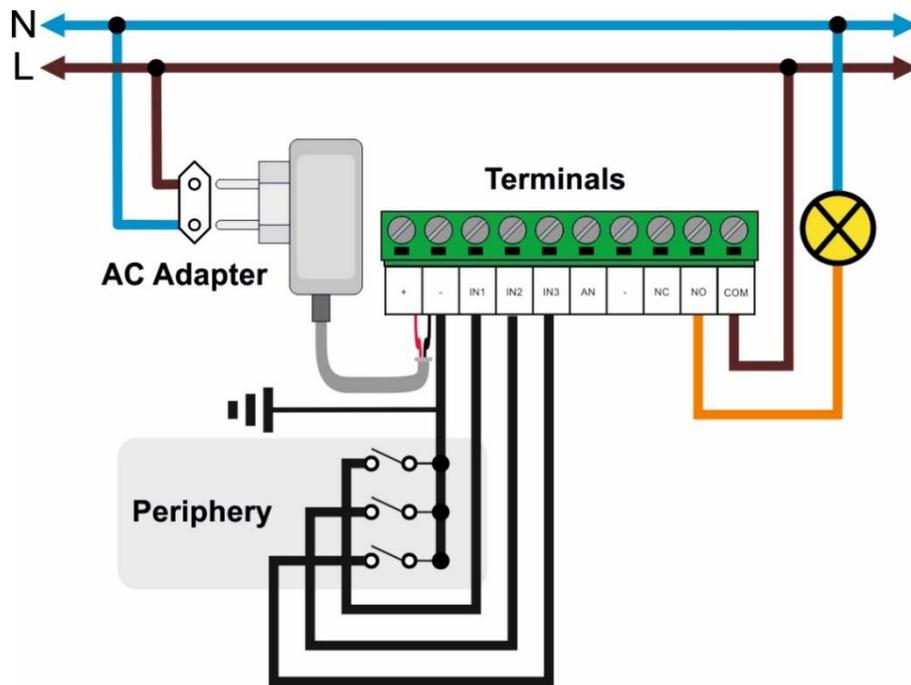 N
L
Terminals
AC Adapter
+ - IN1 IN2 IN3 AN - NC NO COM
Periphery